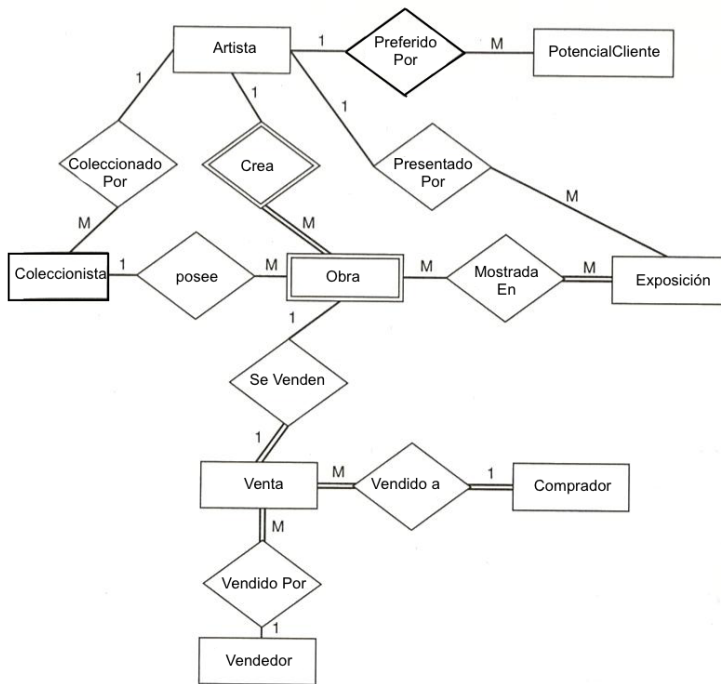 Artista
1
Preferido
Por
M
PotencialCliente
1
1
1
Coleccionado
Por
Crea
Presentado
Por
M
M
M
Coleccionista
1
posee
M
Obra
M
Mostrada
En
M
Exposición
1
Se Venden
1
Venta
M
Vendido a
1
Comprador
M
Vendido Por
1
Vendedor